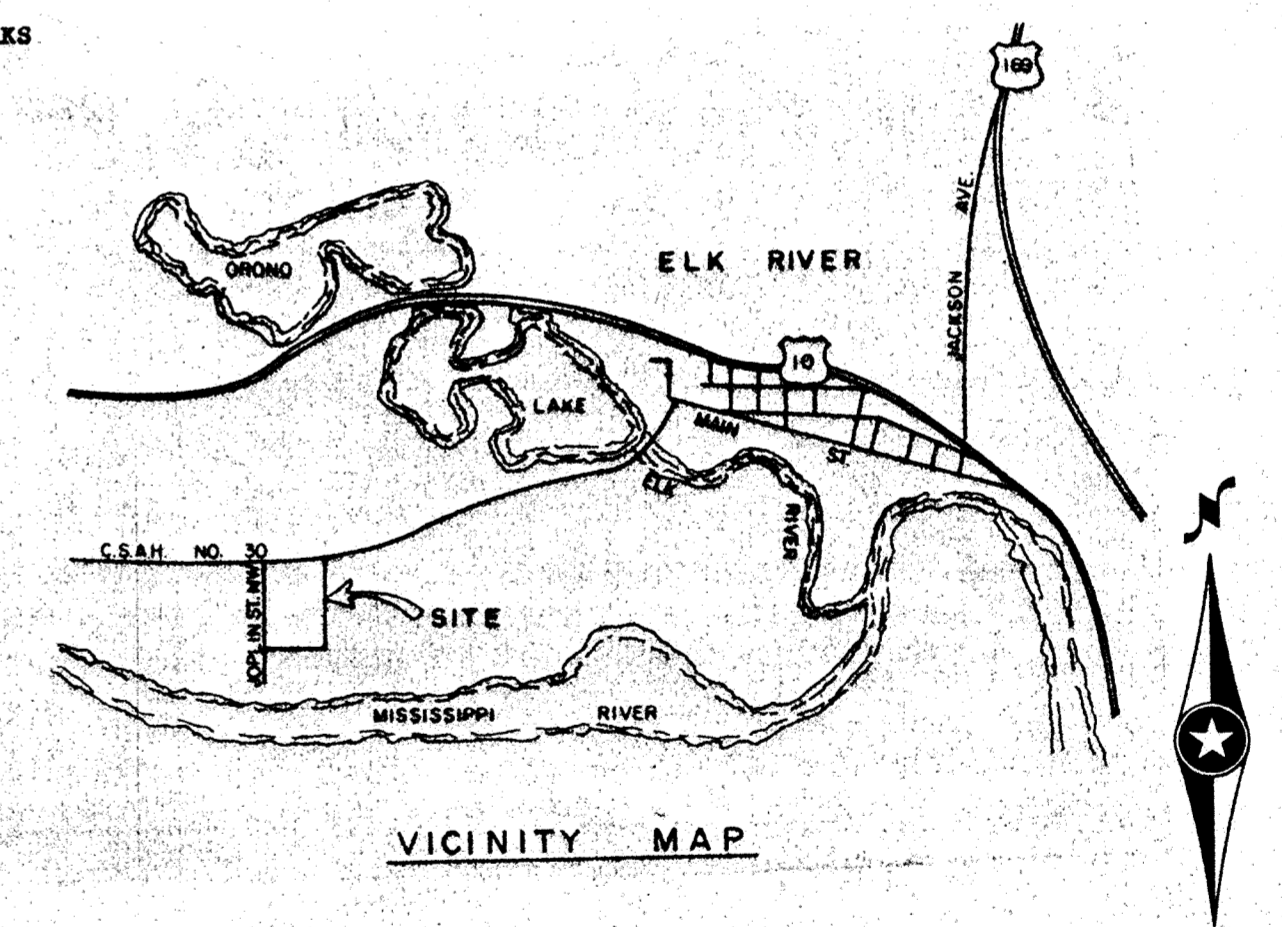 KS
169
AVE.
JACKSON
ELK RIVER
ORONO
10
LAKE
MAIN
ST.
ELK
RIVER
N
C.S.A.H. NO. 30
JOPLIN ST. NW
SITE
MISSISSIPPI RIVER
VICINITY MAP